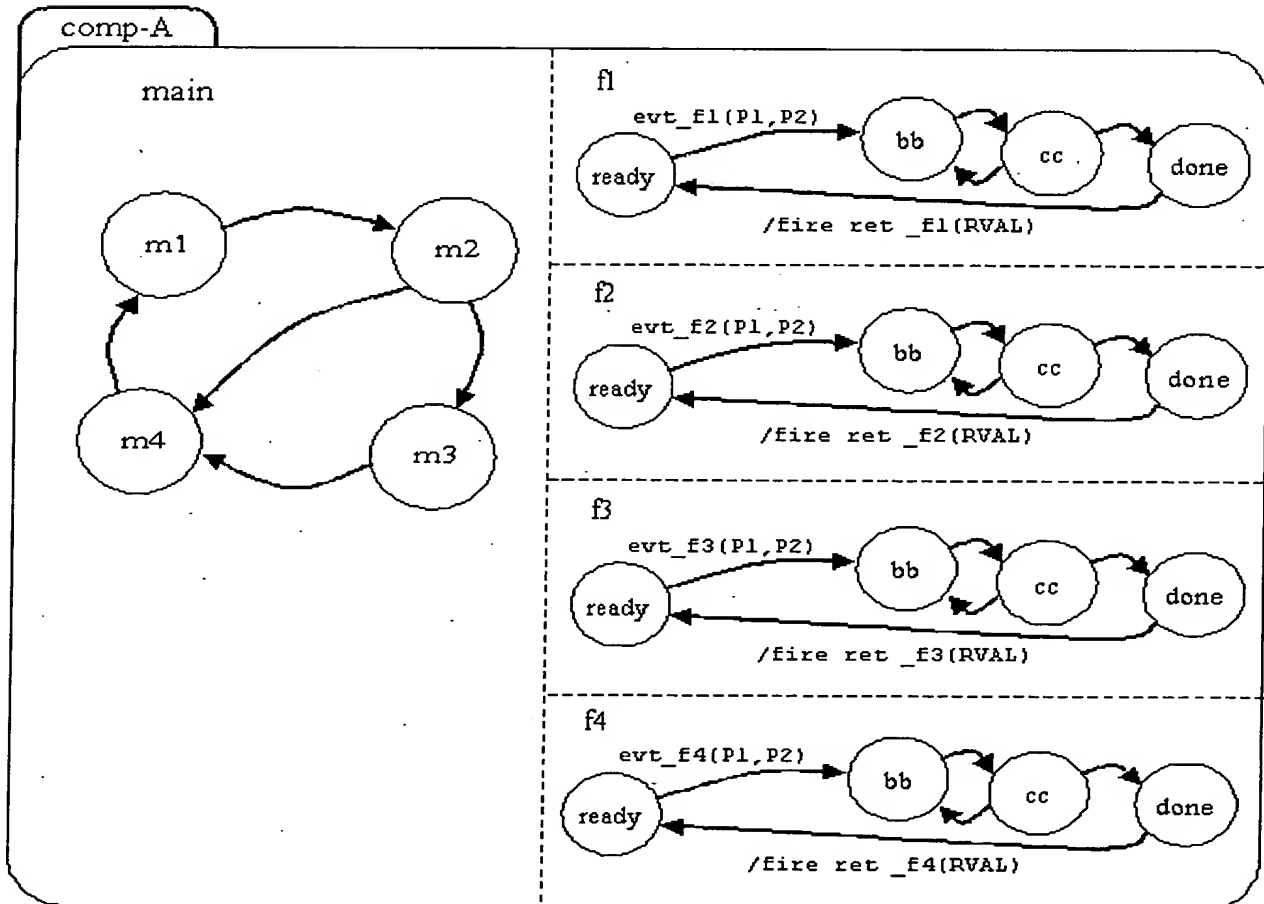 comp-A
main
m1
m2
m4
m3
f1
evt_f1(P1,P2)
ready
bb
cc
done
/fire ret _f1(RVAL)
f2
evt_f2(P1,P2)
ready
bb
cc
done
/fire ret _f2(RVAL)
f3
evt_f3(P1,P2)
ready
bb
cc
done
/fire ret _f3(RVAL)
f4
evt_f4(P1,P2)
ready
bb
cc
done
/fire ret _f4(RVAL)